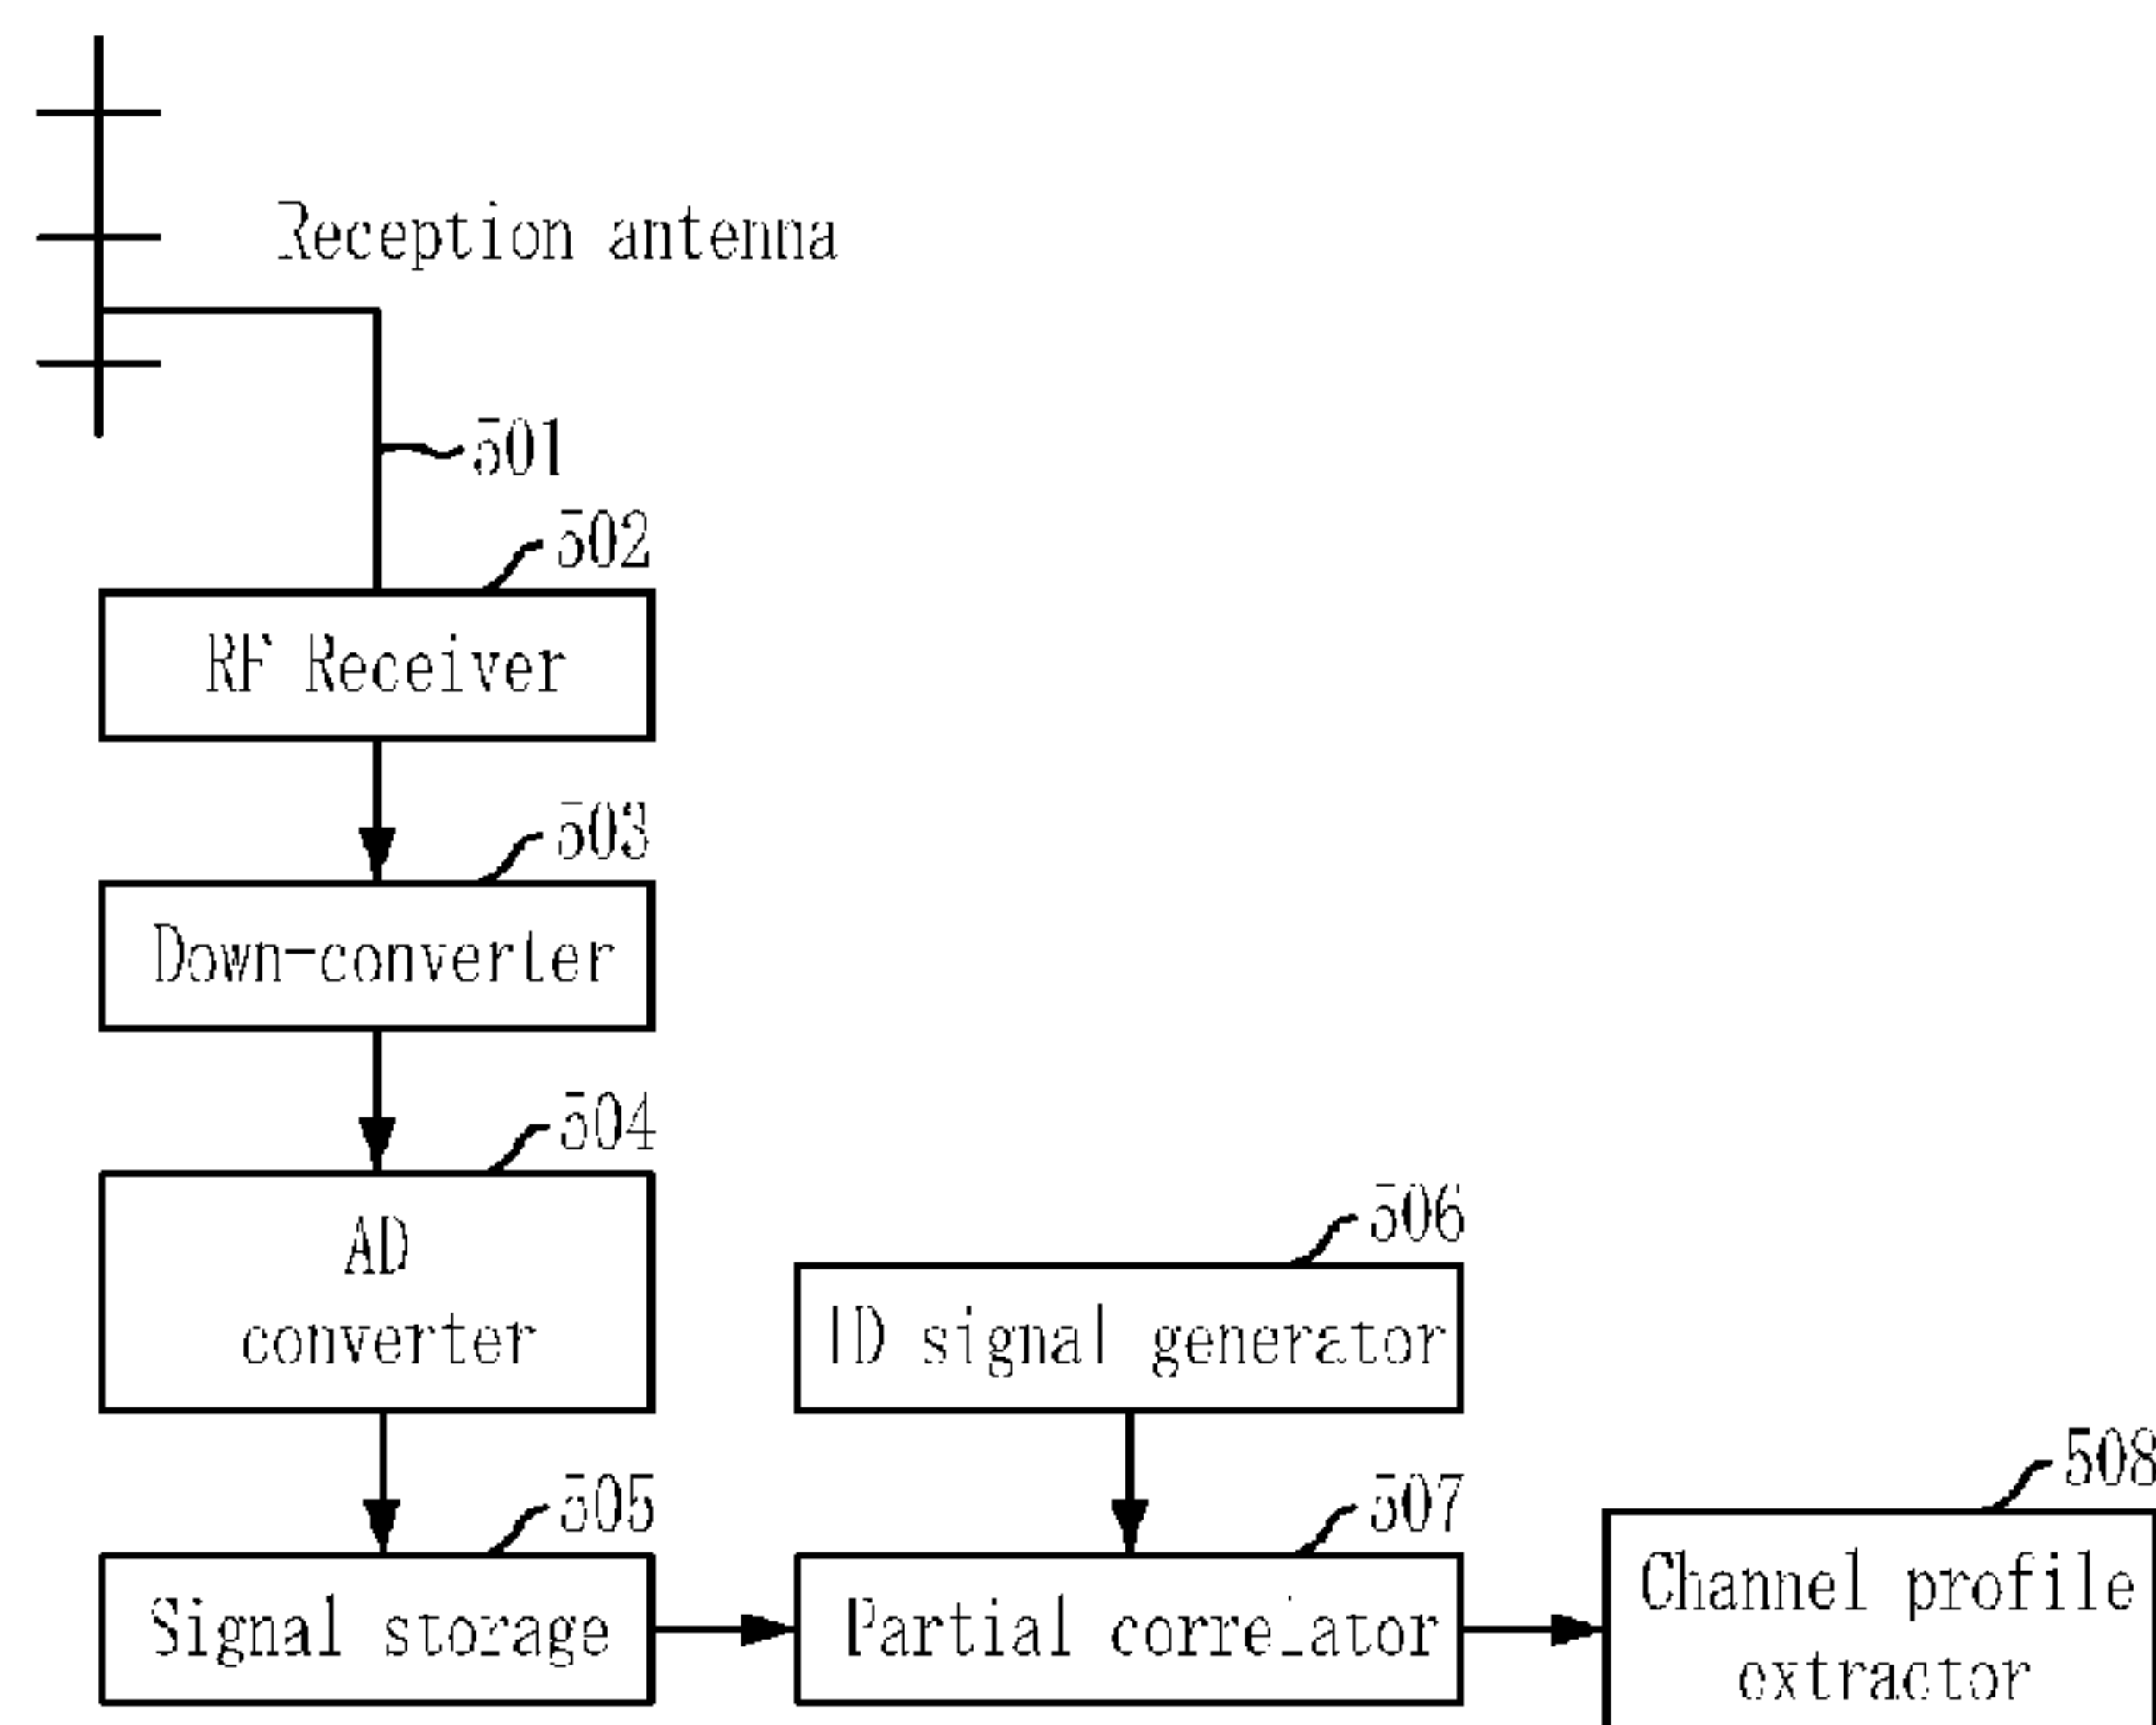 Reception antenna
501
502
RF Receiver
503
Down-converter
504
AD
converter
506
ID signal generator
505
Signal storage
507
Partial correlator
508
Channel profile
extractor